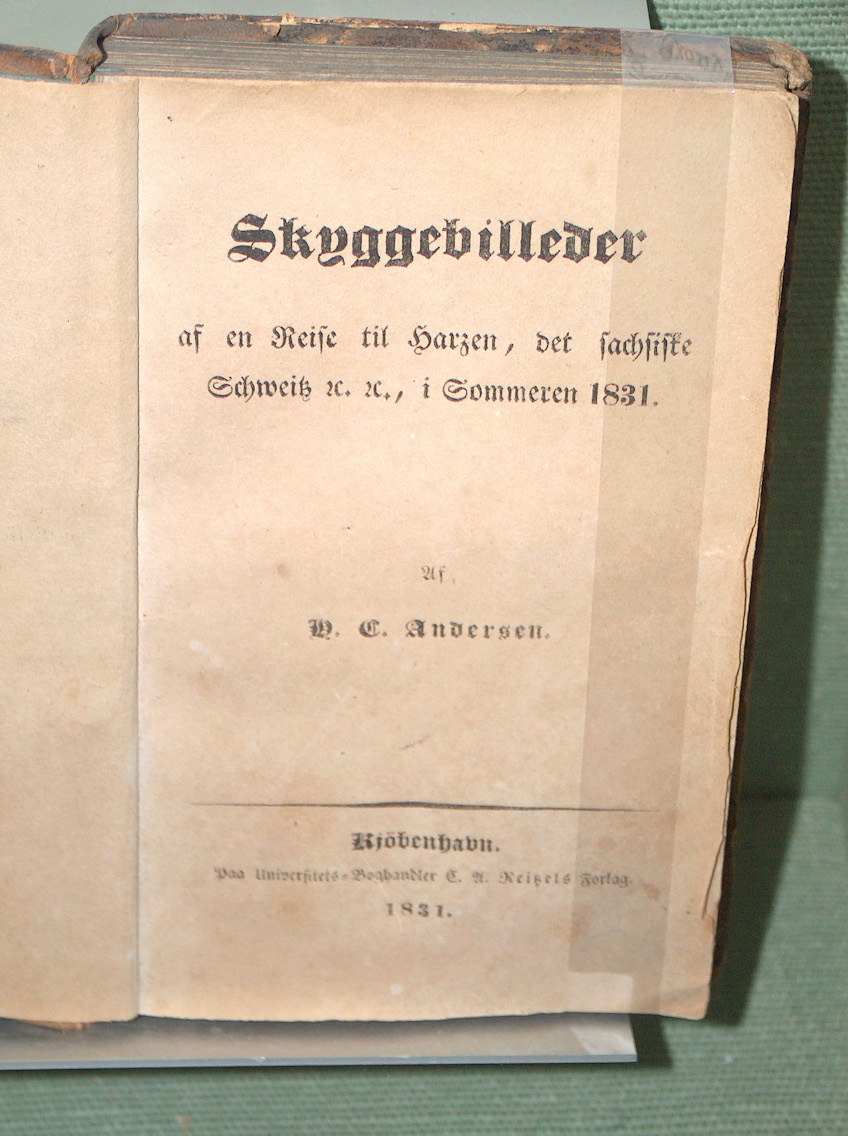 Skyggebilleder
af en Reise til Harzen, det sachsiske
Schweitz ꝛc. ꝛc., i Sommeren 1831.
Af
H. C. Andersen.
Kjöbenhavn.
Paa Universitets-Boghandler C. A. Reitzels Forlag.
1831.